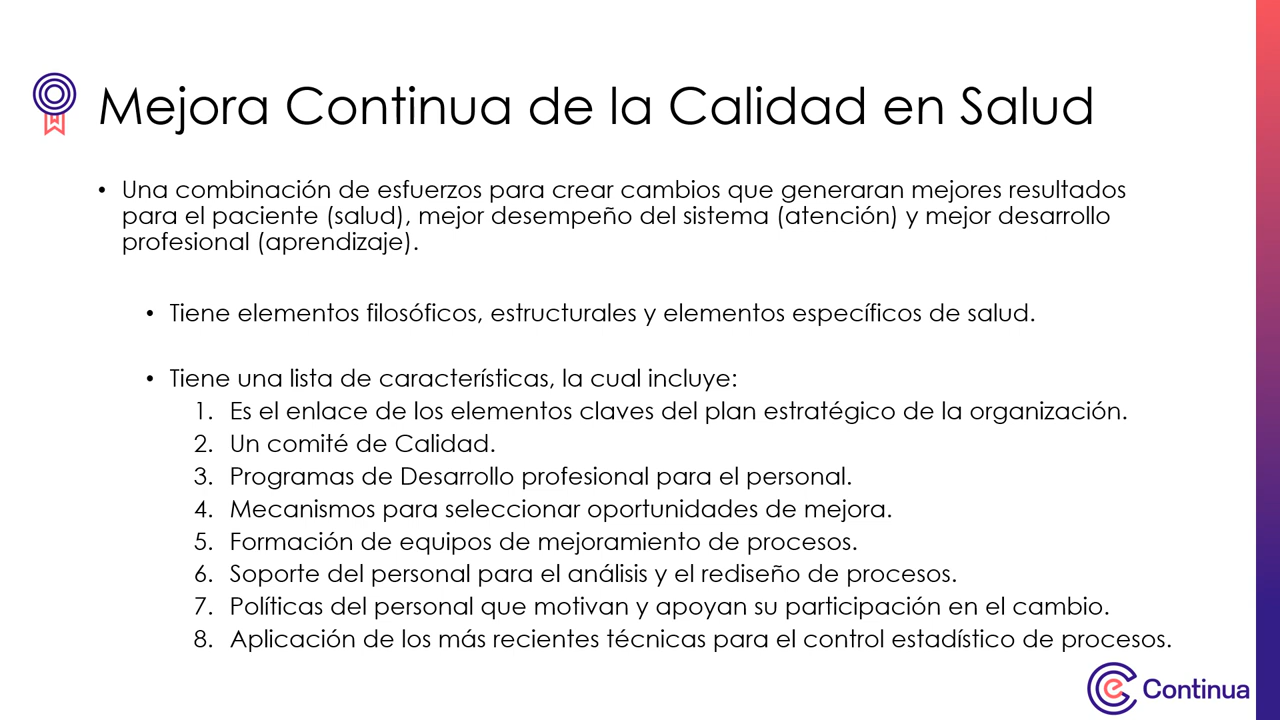 Mejora Continua de la Calidad en Salud
• Una combinación de esfuerzos para crear cambios que generaran mejores resultados
para el paciente (salud), mejor desempeño del sistema (atención) y mejor desarrollo
profesional (aprendizaje).
• Tiene elementos filosóficos, estructurales y elementos específicos de salud.
• Tiene una lista de características, la cual incluye:
1. Es el enlace de los elementos claves del plan estratégico de la organización.
2. Un comité de Calidad.
3. Programas de Desarrollo profesional para el personal.
4. Mecanismos para seleccionar oportunidades de mejora.
5. Formación de equipos de mejoramiento de procesos.
6. Soporte del personal para el análisis y el rediseño de procesos.
7. Políticas del personal que motivan y apoyan su participación en el cambio.
8. Aplicación de los más recientes técnicas para el control estadístico de procesos.
Continua